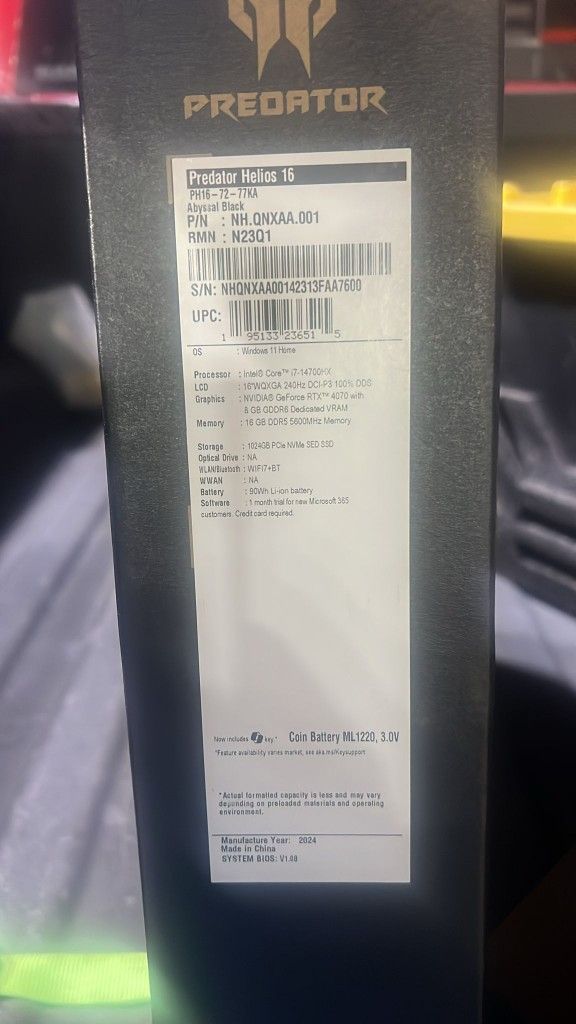 PREDATOR
Predator Helios 16
PH16-72-77KA
Abyssal Black
P/N : NH.QNXAA.001
RMN : N23Q1
S/N: NHQNXAA00142313FAA7600
UPC:
1 95133 23651 5
OS : Windows 11 Home
Processor : Intel® Core™ i7-14700HX
LCD : 16"WQXGA 240Hz DCI-P3 100% DDS
Graphics : NVIDIA® GeForce RTX™ 4070 with
8 GB GDDR6 Dedicated VRAM
Memory : 16 GB DDR5 5600MHz Memory
Storage : 1024GB PCIe NVMe SED SSD
Optical Drive : NA
WLAN/Bluetooth : WIFI7+BT
WWAN : NA
Battery : 90Wh Li-ion battery
Software : 1 month trial for new Microsoft 365
customers. Credit card required.
Now includes key.* Coin Battery ML1220, 3.0V
*Feature availability varies market, see aka.ms/Keysupport
*Actual formatted capacity is less and may vary
depending on preloaded materials and operating
environment.
Manufacture Year: 2024
Made in China
SYSTEM BIOS: V1.08